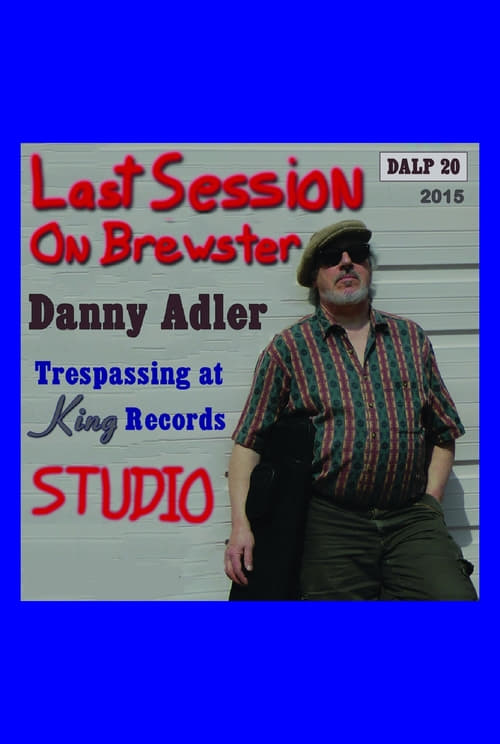 Last Session
DALP 20
2015
On Brewster
Danny Adler
Trespassing at
King Records
STUDIO